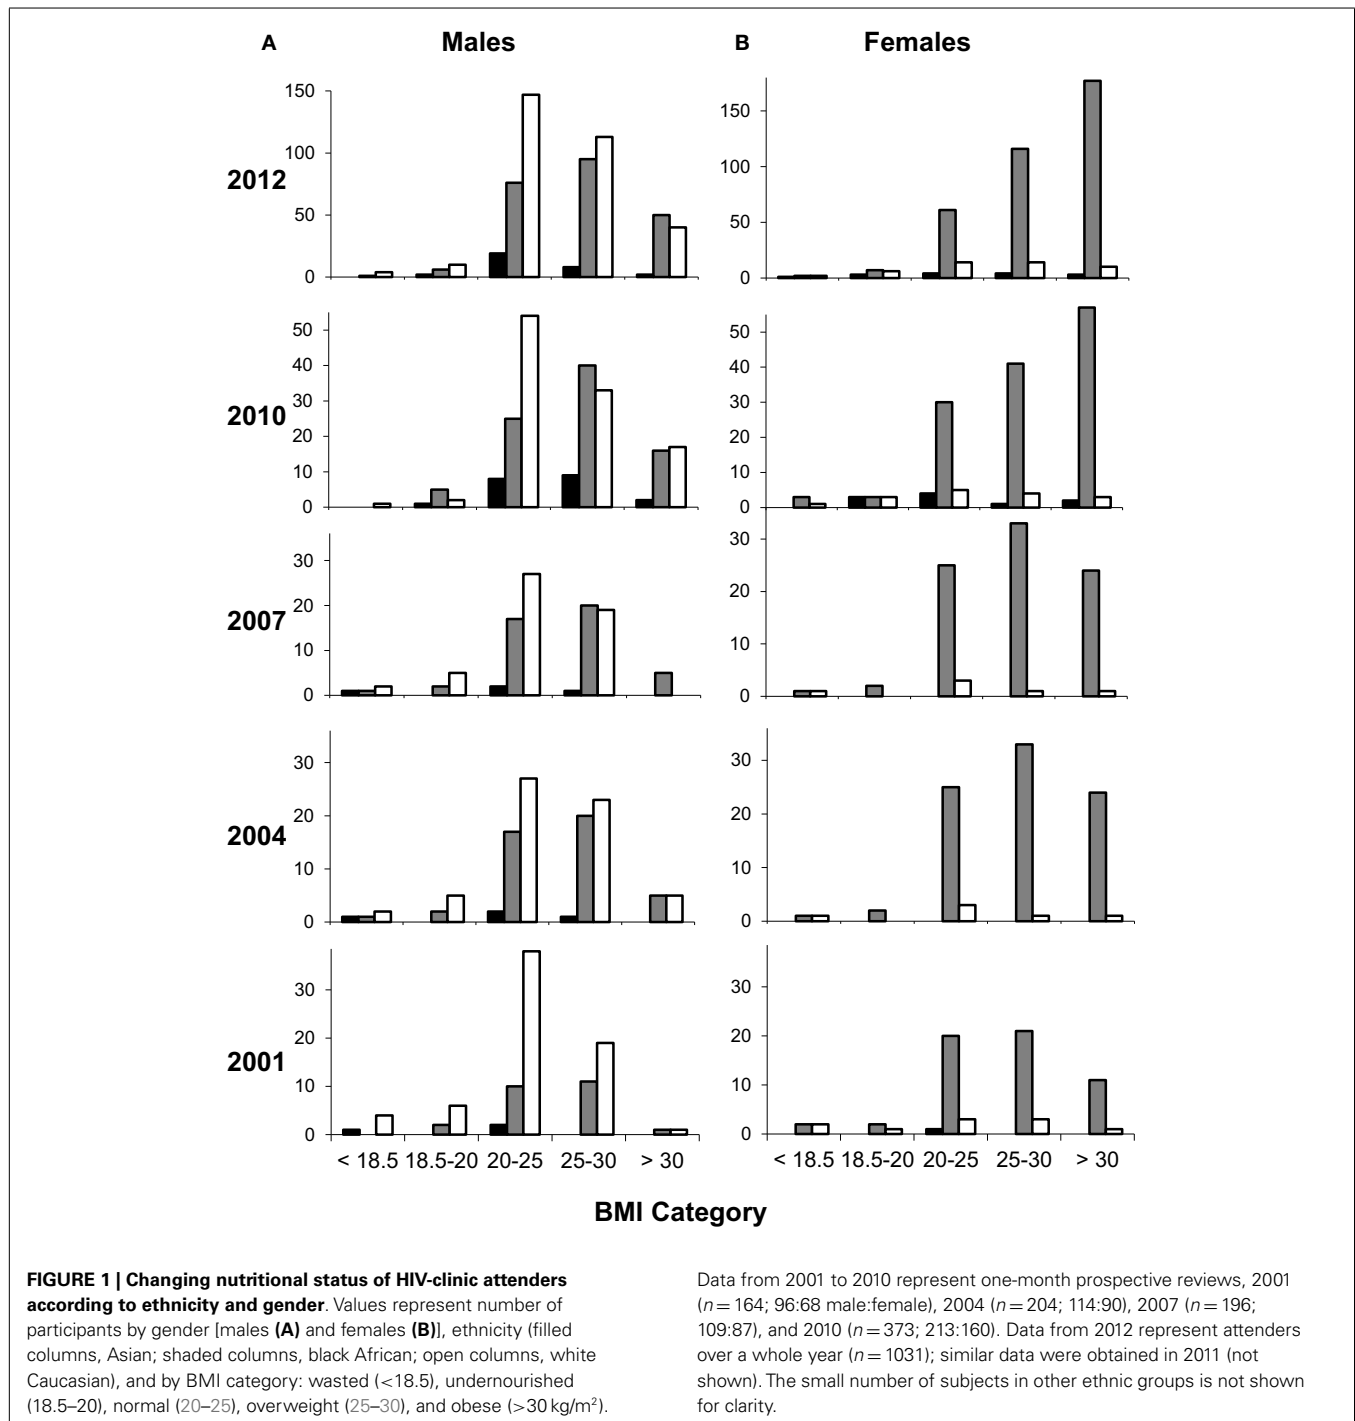 A Males
B Females
150
100
50
0
2012
150
100
50
0
50
40
30
20
10
0
2010
50
40
30
20
10
0
30
20
10
0
2007
30
20
10
0
30
20
10
0
2004
30
20
10
0
30
20
10
0
2001
30
20
10
0
< 18.5 18.5-20 20-25 25-30 > 30
< 18.5 18.5-20 20-25 25-30 > 30
BMI Category
FIGURE 1 | Changing nutritional status of HIV-clinic attenders
according to ethnicity and gender. Values represent number of
participants by gender [males (A) and females (B)], ethnicity (filled
columns, Asian; shaded columns, black African; open columns, white
Caucasian), and by BMI category: wasted (<18.5), undernourished
(18.5–20), normal (20–25), overweight (25–30), and obese (>30 kg/m²).
Data from 2001 to 2010 represent one-month prospective reviews, 2001
(n = 164; 96:68 male:female), 2004 (n = 204; 114:90), 2007 (n = 196;
109:87), and 2010 (n = 373; 213:160). Data from 2012 represent attenders
over a whole year (n = 1031); similar data were obtained in 2011 (not
shown). The small number of subjects in other ethnic groups is not shown
for clarity.